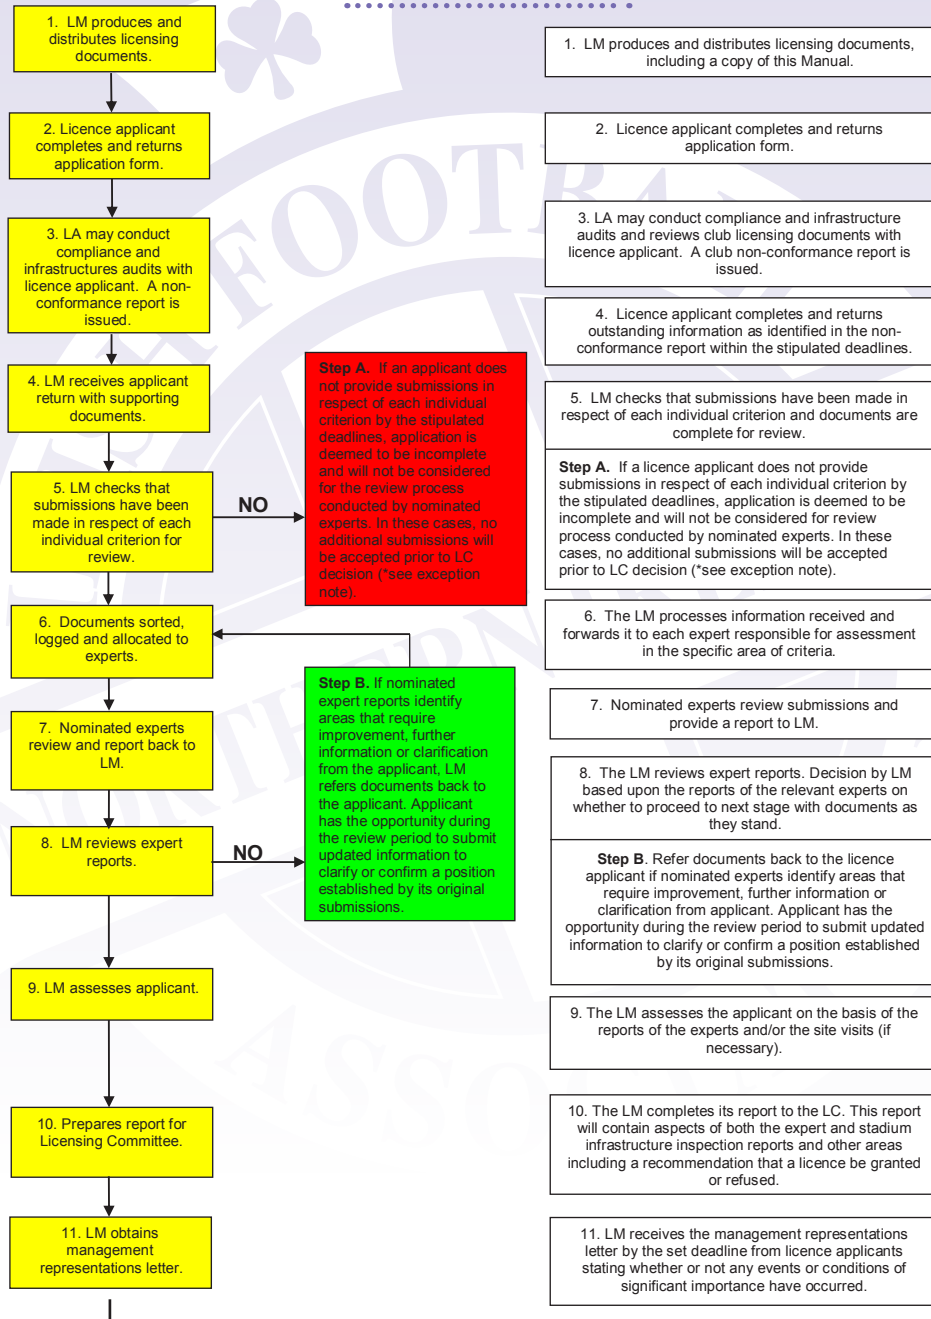 1. LM produces and
distributes licensing
documents.
2. Licence applicant
completes and returns
application form.
3. LA may conduct
compliance and
infrastructures audits with
licence applicant. A non-
conformance report is
issued.
4. LM receives applicant
return with supporting
documents.
5. LM checks that
submissions have been
made in respect of each
individual criterion for
review.
NO
Step A. If an applicant does
not provide submissions in
respect of each individual
criterion by the stipulated
deadlines, application is
deemed to be incomplete
and will not be considered
for the review process
conducted by nominated
experts. In these cases, no
additional submissions will
be accepted prior to LC
decision (*see exception
note).
6. Documents sorted,
logged and allocated to
experts.
7. Nominated experts
review and report back to
LM.
8. LM reviews expert
reports.
NO
Step B. If nominated
expert reports identify
areas that require
improvement, further
information or clarification
from the applicant, LM
refers documents back to
the applicant. Applicant
has the opportunity during
the review period to submit
updated information to
clarify or confirm a position
established by its original
submissions.
9. LM assesses applicant.
10. Prepares report for
Licensing Committee.
11. LM obtains
management
representations letter.
1. LM produces and distributes licensing documents,
including a copy of this Manual.
2. Licence applicant completes and returns
application form.
3. LA may conduct compliance and infrastructure
audits and reviews club licensing documents with
licence applicant. A club non-conformance report is
issued.
4. Licence applicant completes and returns
outstanding information as identified in the non-
conformance report within the stipulated deadlines.
5. LM checks that submissions have been made in
respect of each individual criterion and documents are
complete for review.
Step A. If a licence applicant does not provide
submissions in respect of each individual criterion by
the stipulated deadlines, application is deemed to be
incomplete and will not be considered for review
process conducted by nominated experts. In these
cases, no additional submissions will be accepted
prior to LC decision (*see exception note).
6. The LM processes information received and
forwards it to each expert responsible for assessment
in the specific area of criteria.
7. Nominated experts review submissions and
provide a report to LM.
8. The LM reviews expert reports. Decision by LM
based upon the reports of the relevant experts on
whether to proceed to next stage with documents as
they stand.
Step B. Refer documents back to the licence
applicant if nominated experts identify areas that
require improvement, further information or
clarification from applicant. Applicant has the
opportunity during the review period to submit updated
information to clarify or confirm a position established
by its original submissions.
9. The LM assesses the applicant on the basis of the
reports of the experts and/or the site visits (if
necessary).
10. The LM completes its report to the LC. This report
will contain aspects of both the expert and stadium
infrastructure inspection reports and other areas
including a recommendation that a licence be granted
or refused.
11. LM receives the management representations
letter by the set deadline from licence applicants
stating whether or not any events or conditions of
significant importance have occurred.